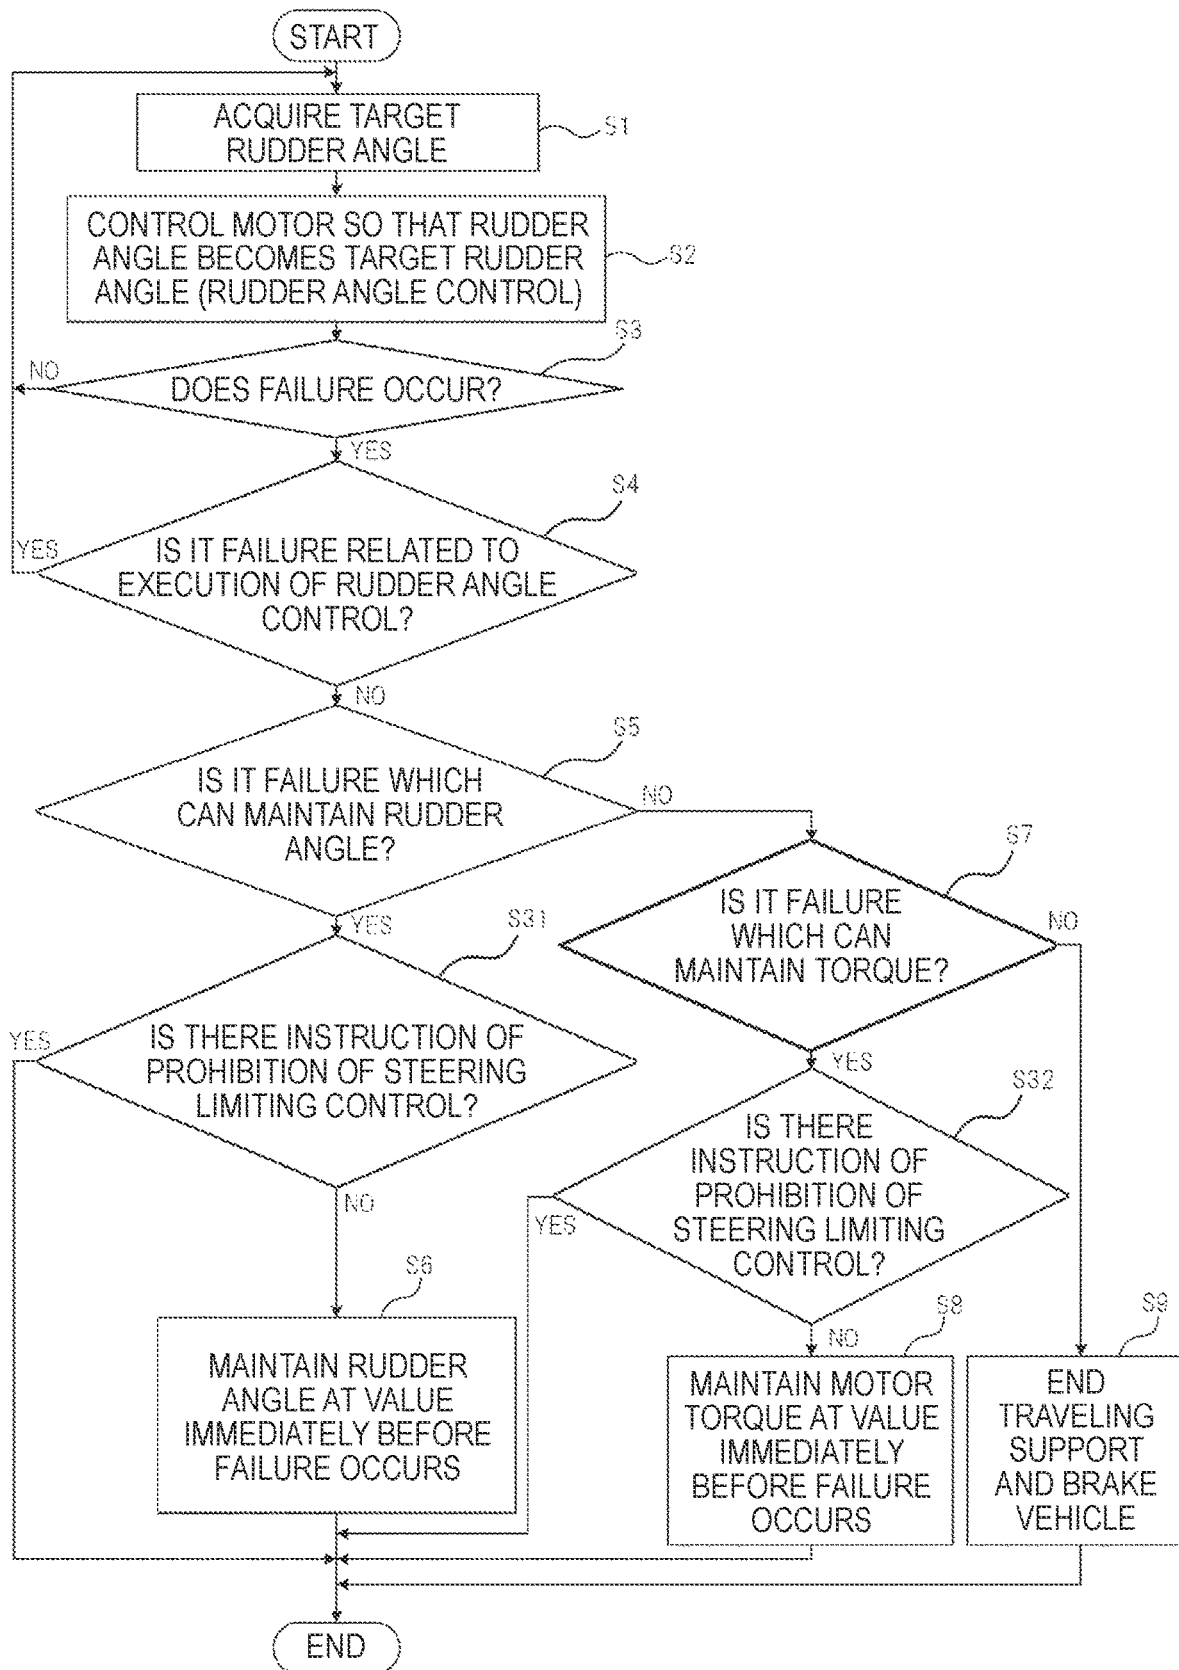 START
ACQUIRE TARGET
RUDDER ANGLE
S1
CONTROL MOTOR SO THAT RUDDER
ANGLE BECOMES TARGET RUDDER
ANGLE (RUDDER ANGLE CONTROL)
S2
S3
NO
DOES FAILURE OCCUR?
YES
S4
YES
IS IT FAILURE RELATED TO
EXECUTION OF RUDDER ANGLE
CONTROL?
NO
S5
IS IT FAILURE WHICH
CAN MAINTAIN RUDDER
ANGLE?
NO
YES
S7
IS IT FAILURE
WHICH CAN
MAINTAIN TORQUE?
NO
YES
S31
YES
IS THERE INSTRUCTION OF
PROHIBITION OF STEERING
LIMITING CONTROL?
NO
S32
IS THERE
INSTRUCTION OF
PROHIBITION OF
STEERING LIMITING
CONTROL?
YES
NO
S6
MAINTAIN RUDDER
ANGLE AT VALUE
IMMEDIATELY BEFORE
FAILURE OCCURS
S8
MAINTAIN MOTOR
TORQUE AT VALUE
IMMEDIATELY
BEFORE FAILURE
OCCURS
S9
END
TRAVELING
SUPPORT
AND BRAKE
VEHICLE
END